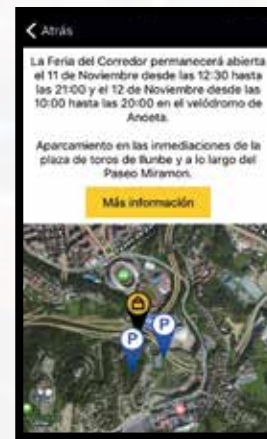 Atrás
La Feria del Corredor permanecerá abierta
el 11 de Noviembre desde las 12:30 hasta
las 21:00 y el 12 de Noviembre desde las
10:00 hasta las 20:00 en el velódromo de
Anoeta.
Aparcamiento en las inmediaciones de la
plaza de toros de Illunbe y a lo largo del
Paseo Miramon.
Más información
P
P